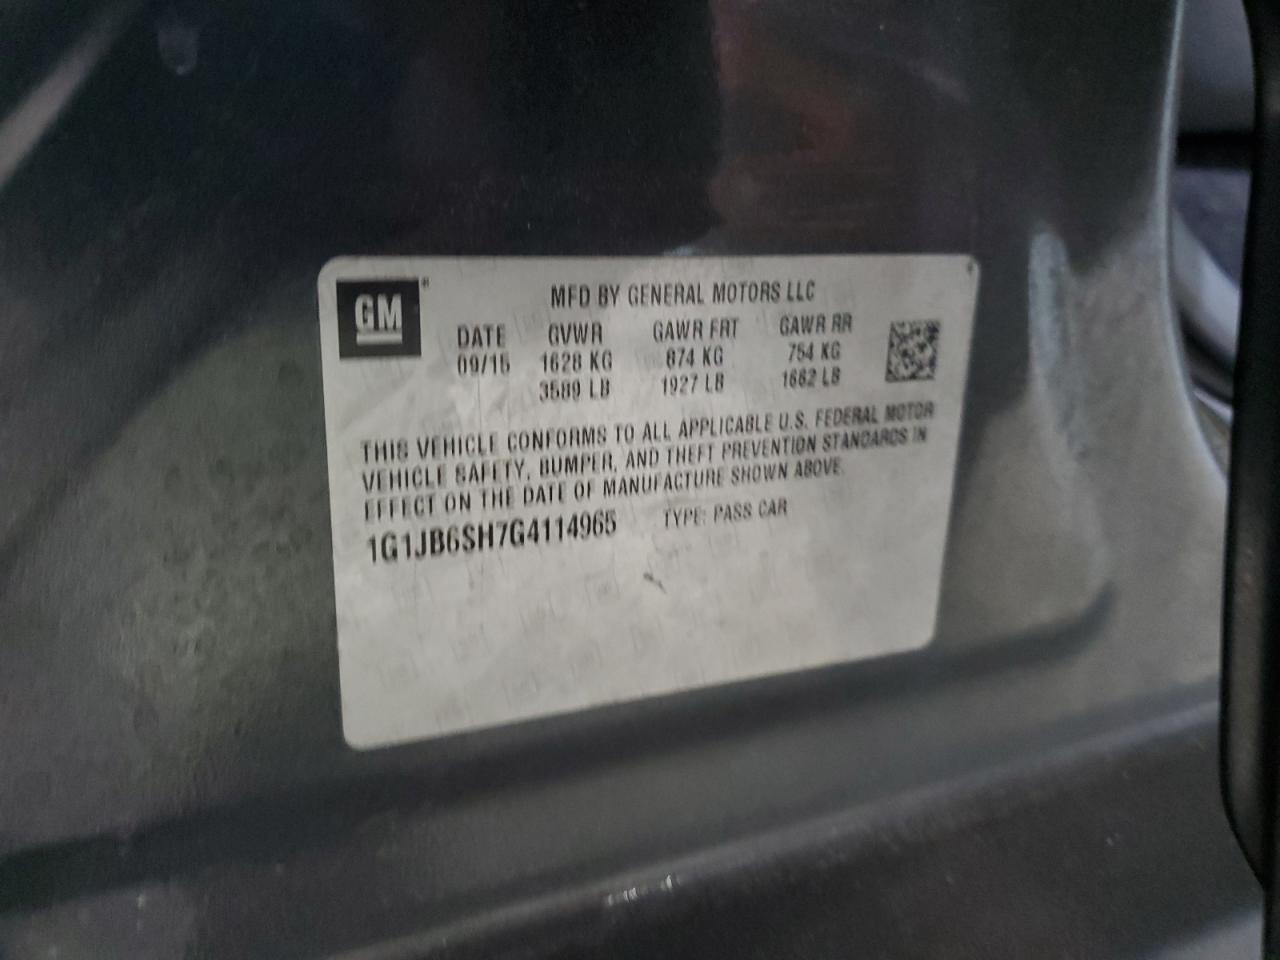 GM
MFD BY GENERAL MOTORS LLC
DATE GVWR GAWR FRT GAWR RR
09/15 1628 KG 874 KG 754 KG
3589 LB 1927 LB 1662 LB
THIS VEHICLE CONFORMS TO ALL APPLICABLE U.S. FEDERAL MOTOR
VEHICLE SAFETY, BUMPER, AND THEFT PREVENTION STANDARDS IN
EFFECT ON THE DATE OF MANUFACTURE SHOWN ABOVE.
1G1JB6SH7G4114965 TYPE: PASS CAR